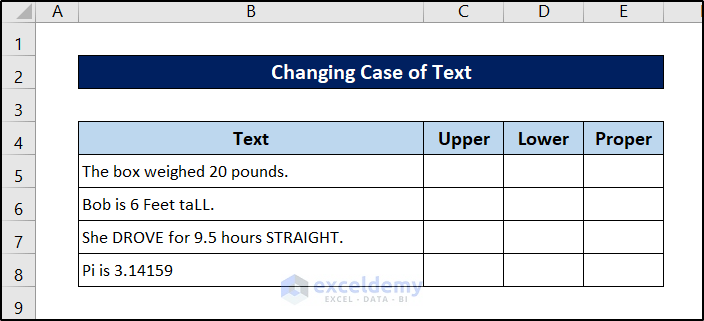 A B C D E
1
2 Changing Case of Text
3
4 Text Upper Lower Proper
5 The box weighed 20 pounds.
6 Bob is 6 Feet taLL.
7 She DROVE for 9.5 hours STRAIGHT.
8 Pi is 3.14159
exceldemy
EXCEL - DATA - BI
9